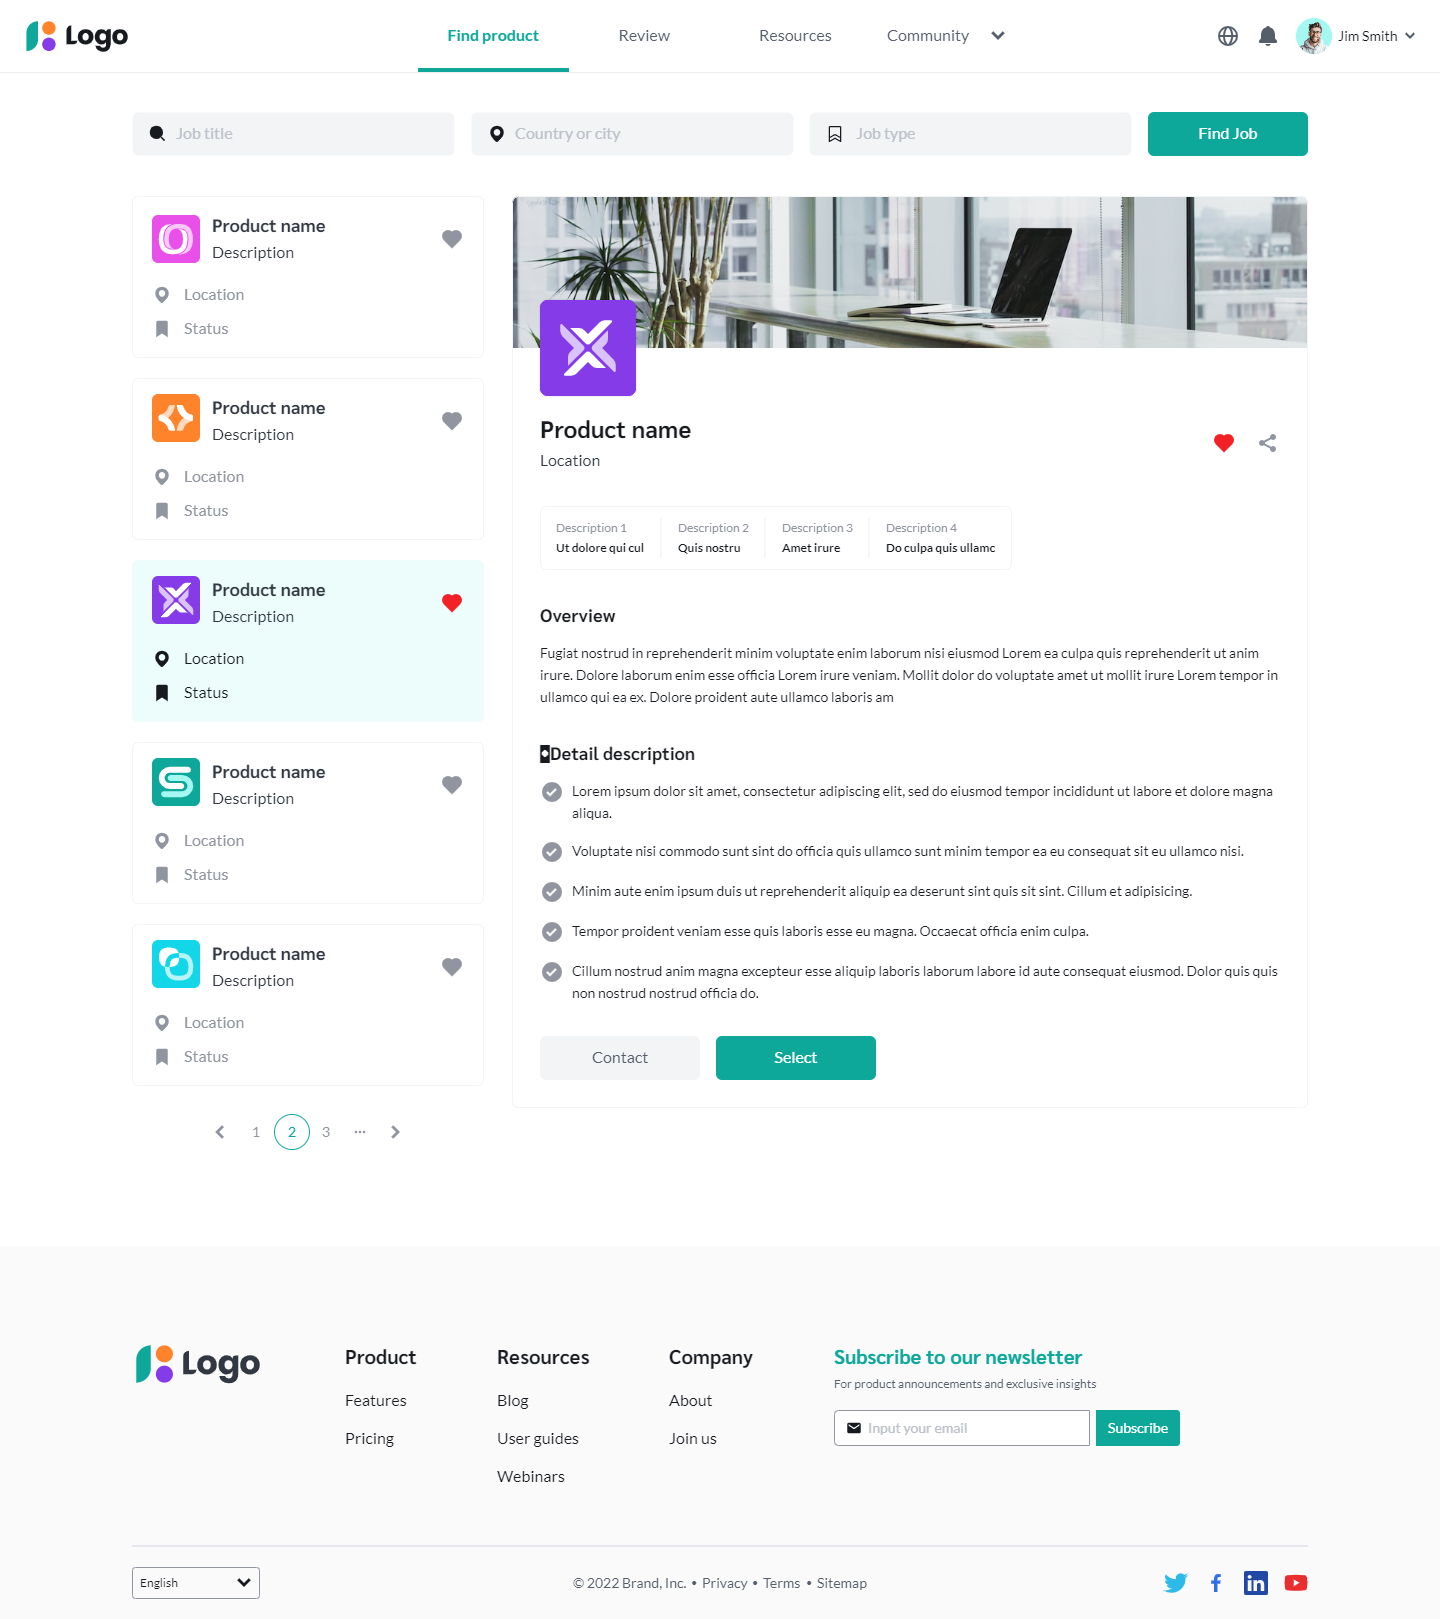 Logo
Find product
Review
Resources
Community
Jim Smith
Job title
Country or city
Job type
Find Job
Product name
Description
Location
Status
Product name
Description
Location
Status
Product name
Description
Location
Status
Product name
Description
Location
Status
Product name
Description
Location
Status
1 2 3 ...
Product name
Location
Description 1
Ut dolore qui cul
Description 2
Quis nostru
Description 3
Amet irure
Description 4
Do culpa quis ullamc
Overview
Fugiat nostrud in reprehenderit minim voluptate enim laborum nisi eiusmod Lorem ea culpa quis reprehenderit ut anim
irure. Dolore laborum enim esse officia Lorem irure veniam. Mollit dolor do voluptate amet ut mollit irure Lorem tempor in
ullamco qui ea ex. Dolore proident aute ullamco laboris am
Detail description
Lorem ipsum dolor sit amet, consectetur adipiscing elit, sed do eiusmod tempor incididunt ut labore et dolore magna
aliqua.
Voluptate nisi commodo sunt sint do officia quis ullamco sunt minim tempor ea eu consequat sit eu ullamco nisi.
Minim aute enim ipsum duis ut reprehenderit aliquip ea deserunt sint quis sit sint. Cillum et adipisicing.
Tempor proident veniam esse quis laboris esse eu magna. Occaecat officia enim culpa.
Cillum nostrud anim magna excepteur esse aliquip laboris laborum labore id aute consequat eiusmod. Dolor quis quis
non nostrud nostrud officia do.
Contact
Select
Logo
Product
Features
Pricing
Resources
Blog
User guides
Webinars
Company
About
Join us
Subscribe to our newsletter
For product announcements and exclusive insights
Input your email
Subscribe
English
© 2022 Brand, Inc. • Privacy • Terms • Sitemap